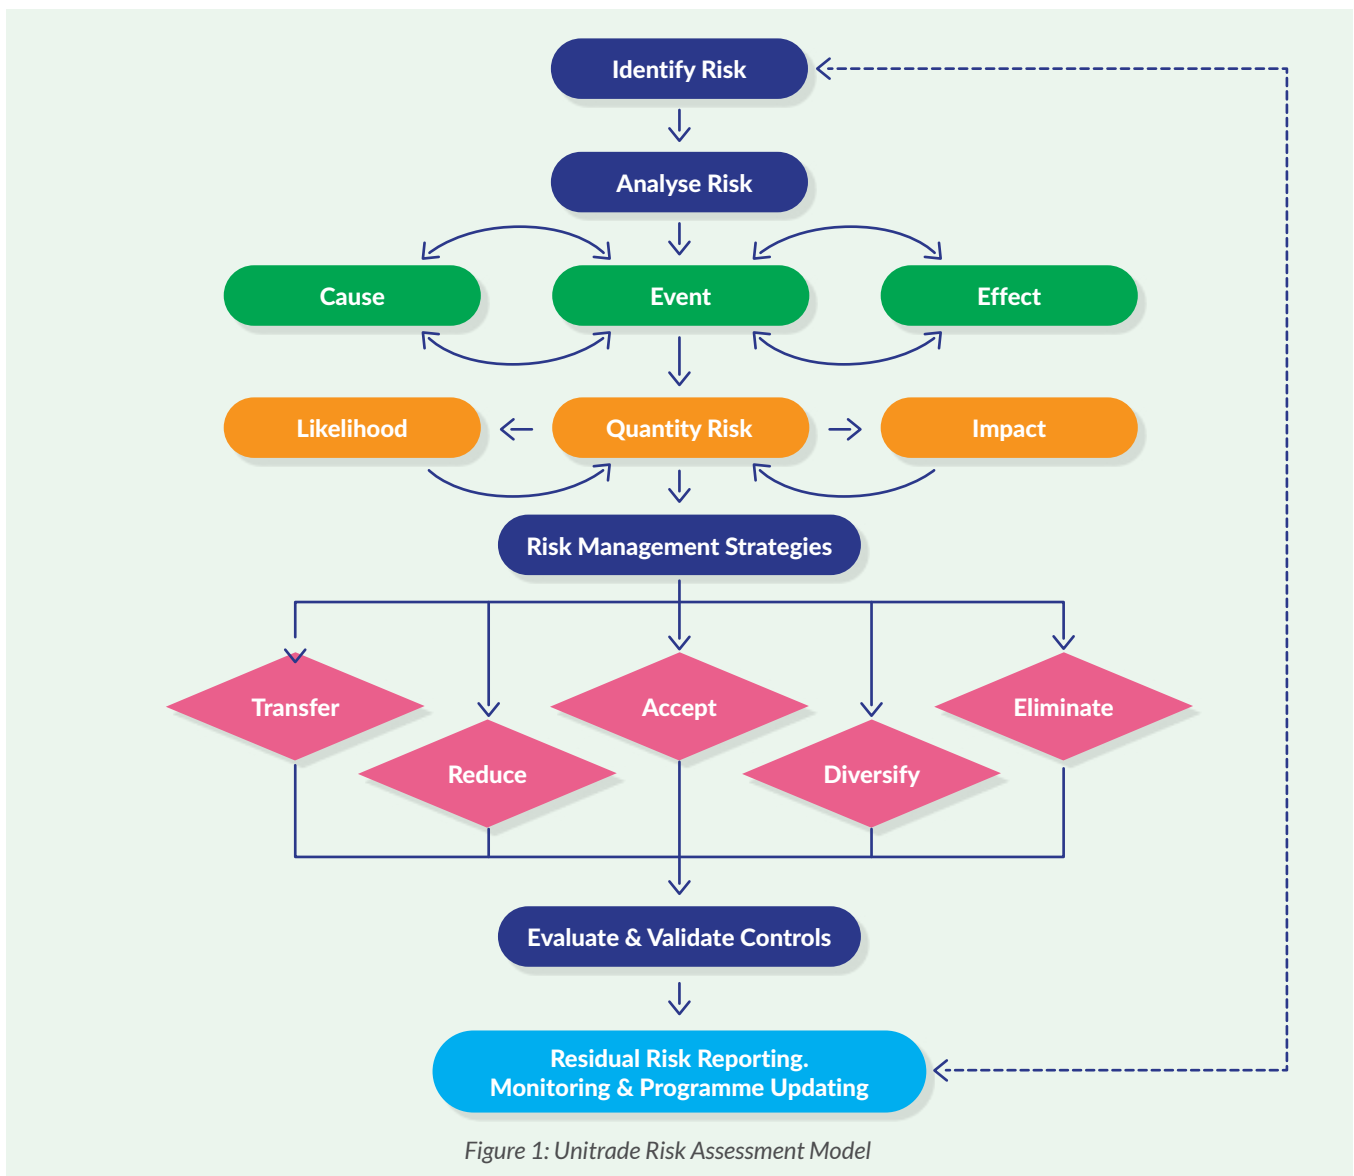 Identify Risk
Analyse Risk
Cause
Event
Effect
Likelihood
Quantity Risk
Impact
Risk Management Strategies
Transfer
Accept
Eliminate
Reduce
Diversify
Evaluate & Validate Controls
Residual Risk Reporting.
Monitoring & Programme Updating
Figure 1: Unitrade Risk Assessment Model